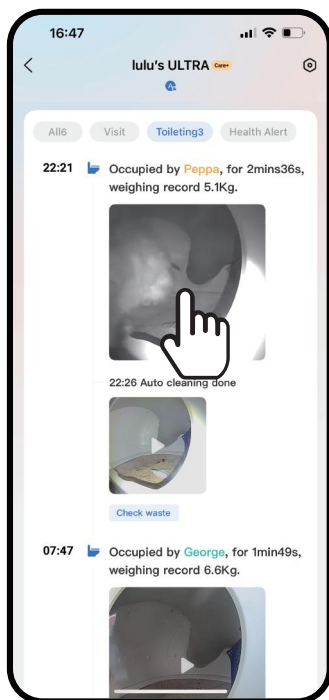 16:47
lulu's ULTRA Care+
All6 Visit Toileting3 Health Alert
22:21 Occupied by Peppa, for 2mins36s,
weighing record 5.1Kg.
22:26 Auto cleaning done
Check waste
07:47 Occupied by George, for 1min49s,
weighing record 6.6Kg.